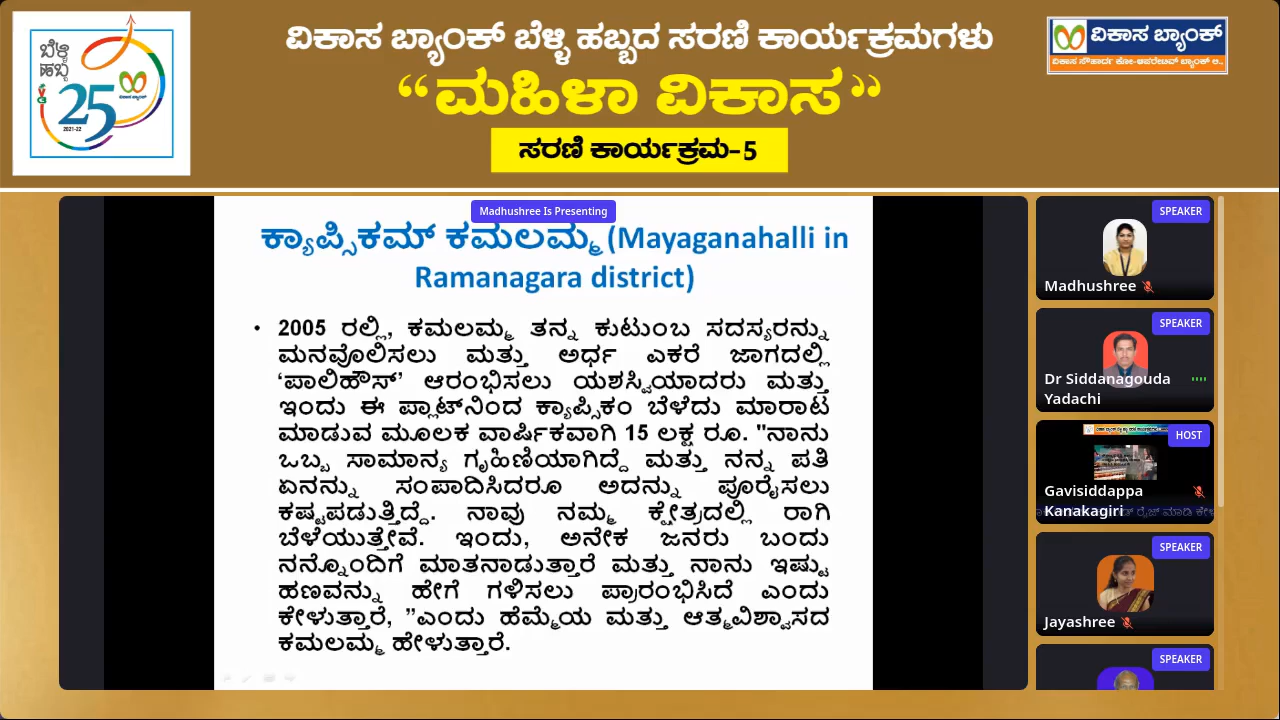 ಬೆಳ್ಳಿ
ಹಬ್ಬ
25
2021-22
ವಿಕಾಸ ಬ್ಯಾಂಕ್ ಬೆಳ್ಳಿ ಹಬ್ಬದ ಸರಣಿ ಕಾರ್ಯಕ್ರಮಗಳು
“ಮಹಿಳಾ ವಿಕಾಸ”
ಸರಣಿ ಕಾರ್ಯಕ್ರಮ-5
ವಿಕಾಸ ಬ್ಯಾಂಕ್
ವಿಕಾಸ ಸೌಹಾರ್ದ ಕೋ-ಆಪರೇಟಿವ್ ಬ್ಯಾಂಕ್ ಲಿ.,
Madhushree Is Presenting
ಕ್ಯಾಪ್ಸಿಕಮ್ ಕಮಲಮ್ಮ (Mayaganahalli in
Ramanagara district)
• 2005 ರಲ್ಲಿ, ಕಮಲಮ್ಮ ತನ್ನ ಕುಟುಂಬ ಸದಸ್ಯರನ್ನು
ಮನವೊಲಿಸಲು ಮತ್ತು ಅರ್ಧ ಎಕರೆ ಜಾಗದಲ್ಲಿ
‘ಪಾಲಿಹೌಸ್’ ಆರಂಭಿಸಲು ಯಶಸ್ವಿಯಾದರು ಮತ್ತು
ಇಂದು ಈ ಪ್ಲಾಟ್‌ನಿಂದ ಕ್ಯಾಪ್ಸಿಕಂ ಬೆಳೆದು ಮಾರಾಟ
ಮಾಡುವ ಮೂಲಕ ವಾರ್ಷಿಕವಾಗಿ 15 ಲಕ್ಷ ರೂ. "ನಾನು
ಒಬ್ಬ ಸಾಮಾನ್ಯ ಗೃಹಿಣಿಯಾಗಿದ್ದೆ ಮತ್ತು ನನ್ನ ಪತಿ
ಏನನ್ನು ಸಂಪಾದಿಸಿದರೂ ಅದನ್ನು ಪೂರೈಸಲು
ಕಷ್ಟಪಡುತ್ತಿದ್ದೆ. ನಾವು ನಮ್ಮ ಕ್ಷೇತ್ರದಲ್ಲಿ ರಾಗಿ
ಬೆಳೆಯುತ್ತೇವೆ. ಇಂದು, ಅನೇಕ ಜನರು ಬಂದು
ನನ್ನೊಂದಿಗೆ ಮಾತನಾಡುತ್ತಾರೆ ಮತ್ತು ನಾನು ಇಷ್ಟು
ಹಣವನ್ನು ಹೇಗೆ ಗಳಿಸಲು ಪ್ರಾರಂಭಿಸಿದೆ ಎಂದು
ಕೇಳುತ್ತಾರೆ, ”ಎಂದು ಹೆಮ್ಮೆಯ ಮತ್ತು ಆತ್ಮವಿಶ್ವಾಸದ
ಕಮಲಮ್ಮ ಹೇಳುತ್ತಾರೆ.
SPEAKER
Madhushree
SPEAKER
Dr Siddanagouda
Yadachi
HOST
Gavisiddappa
Kanakagiri
SPEAKER
Jayashree
SPEAKER